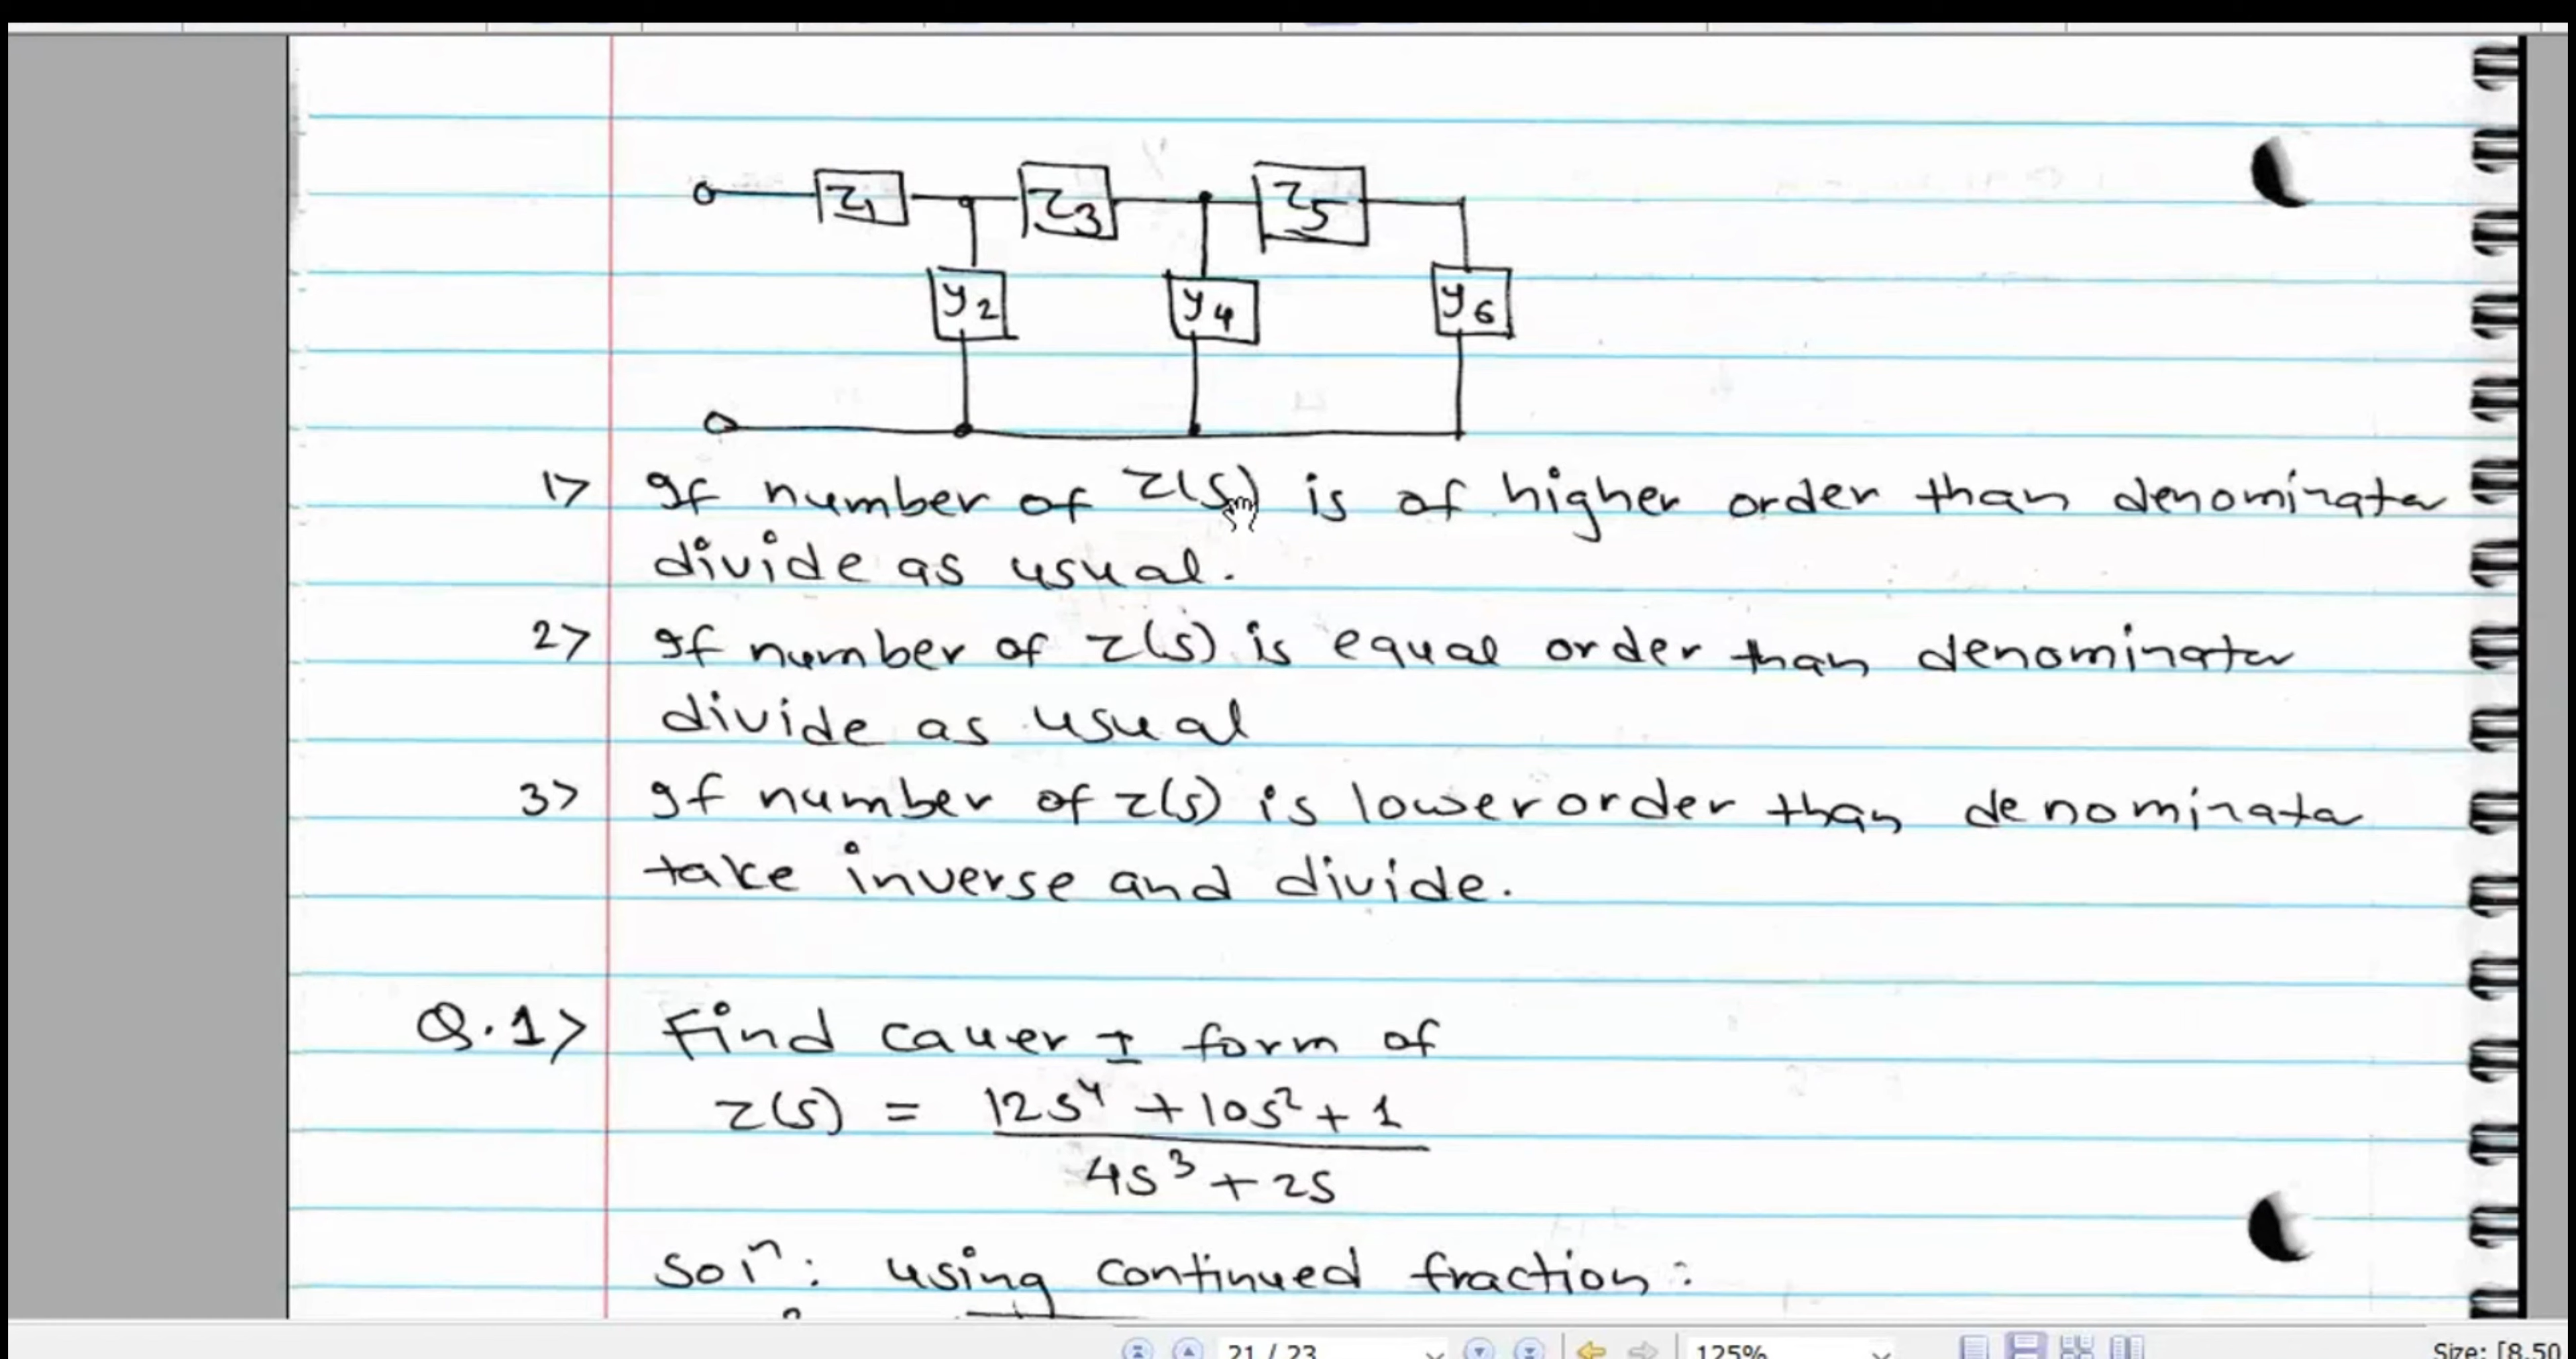 Z1 Z3 Z5
y2 y4 y6
1> If number of Z(S) is of higher order than denominator
divide as usual.
2> If number of Z(S) is equal order than denominator
divide as usual
3> If number of Z(S) is lower order than denominator
take inverse and divide.
Q.1> Find cauer I form of
Z(S) = 12S⁴ + 10S² + 1
4S³ + 2S
Solⁿ: using continued fraction:
21 / 23 125% Size: [8.50